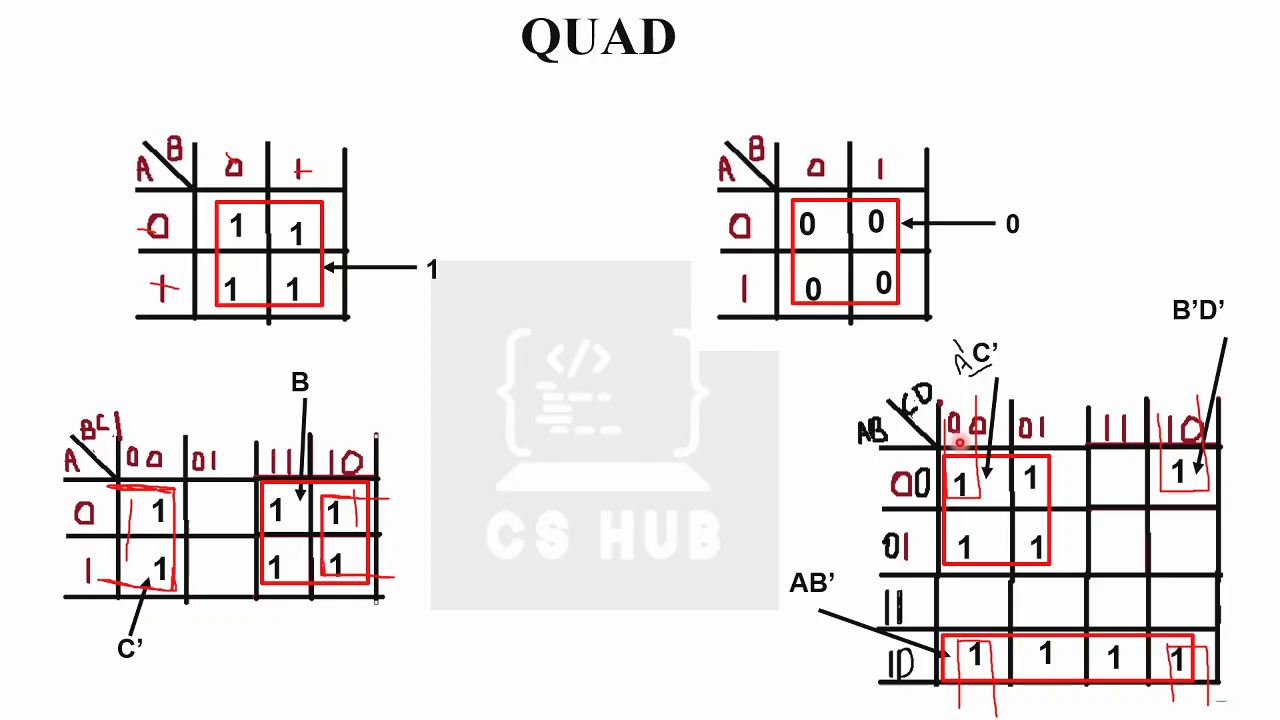 QUAD
A B 0 1
0 1 1
1 1 1
1
A B 0 1
0 0 0
1 0 0
0
B
A BC 00 01 11 10
0 1 1 1
1 1 1 1
C’
A'C’
B’D’
AB CD 00 01 11 10
00 1 1 1
01 1 1
11
10 1 1 1 1
AB’
{</>}
CS HUB